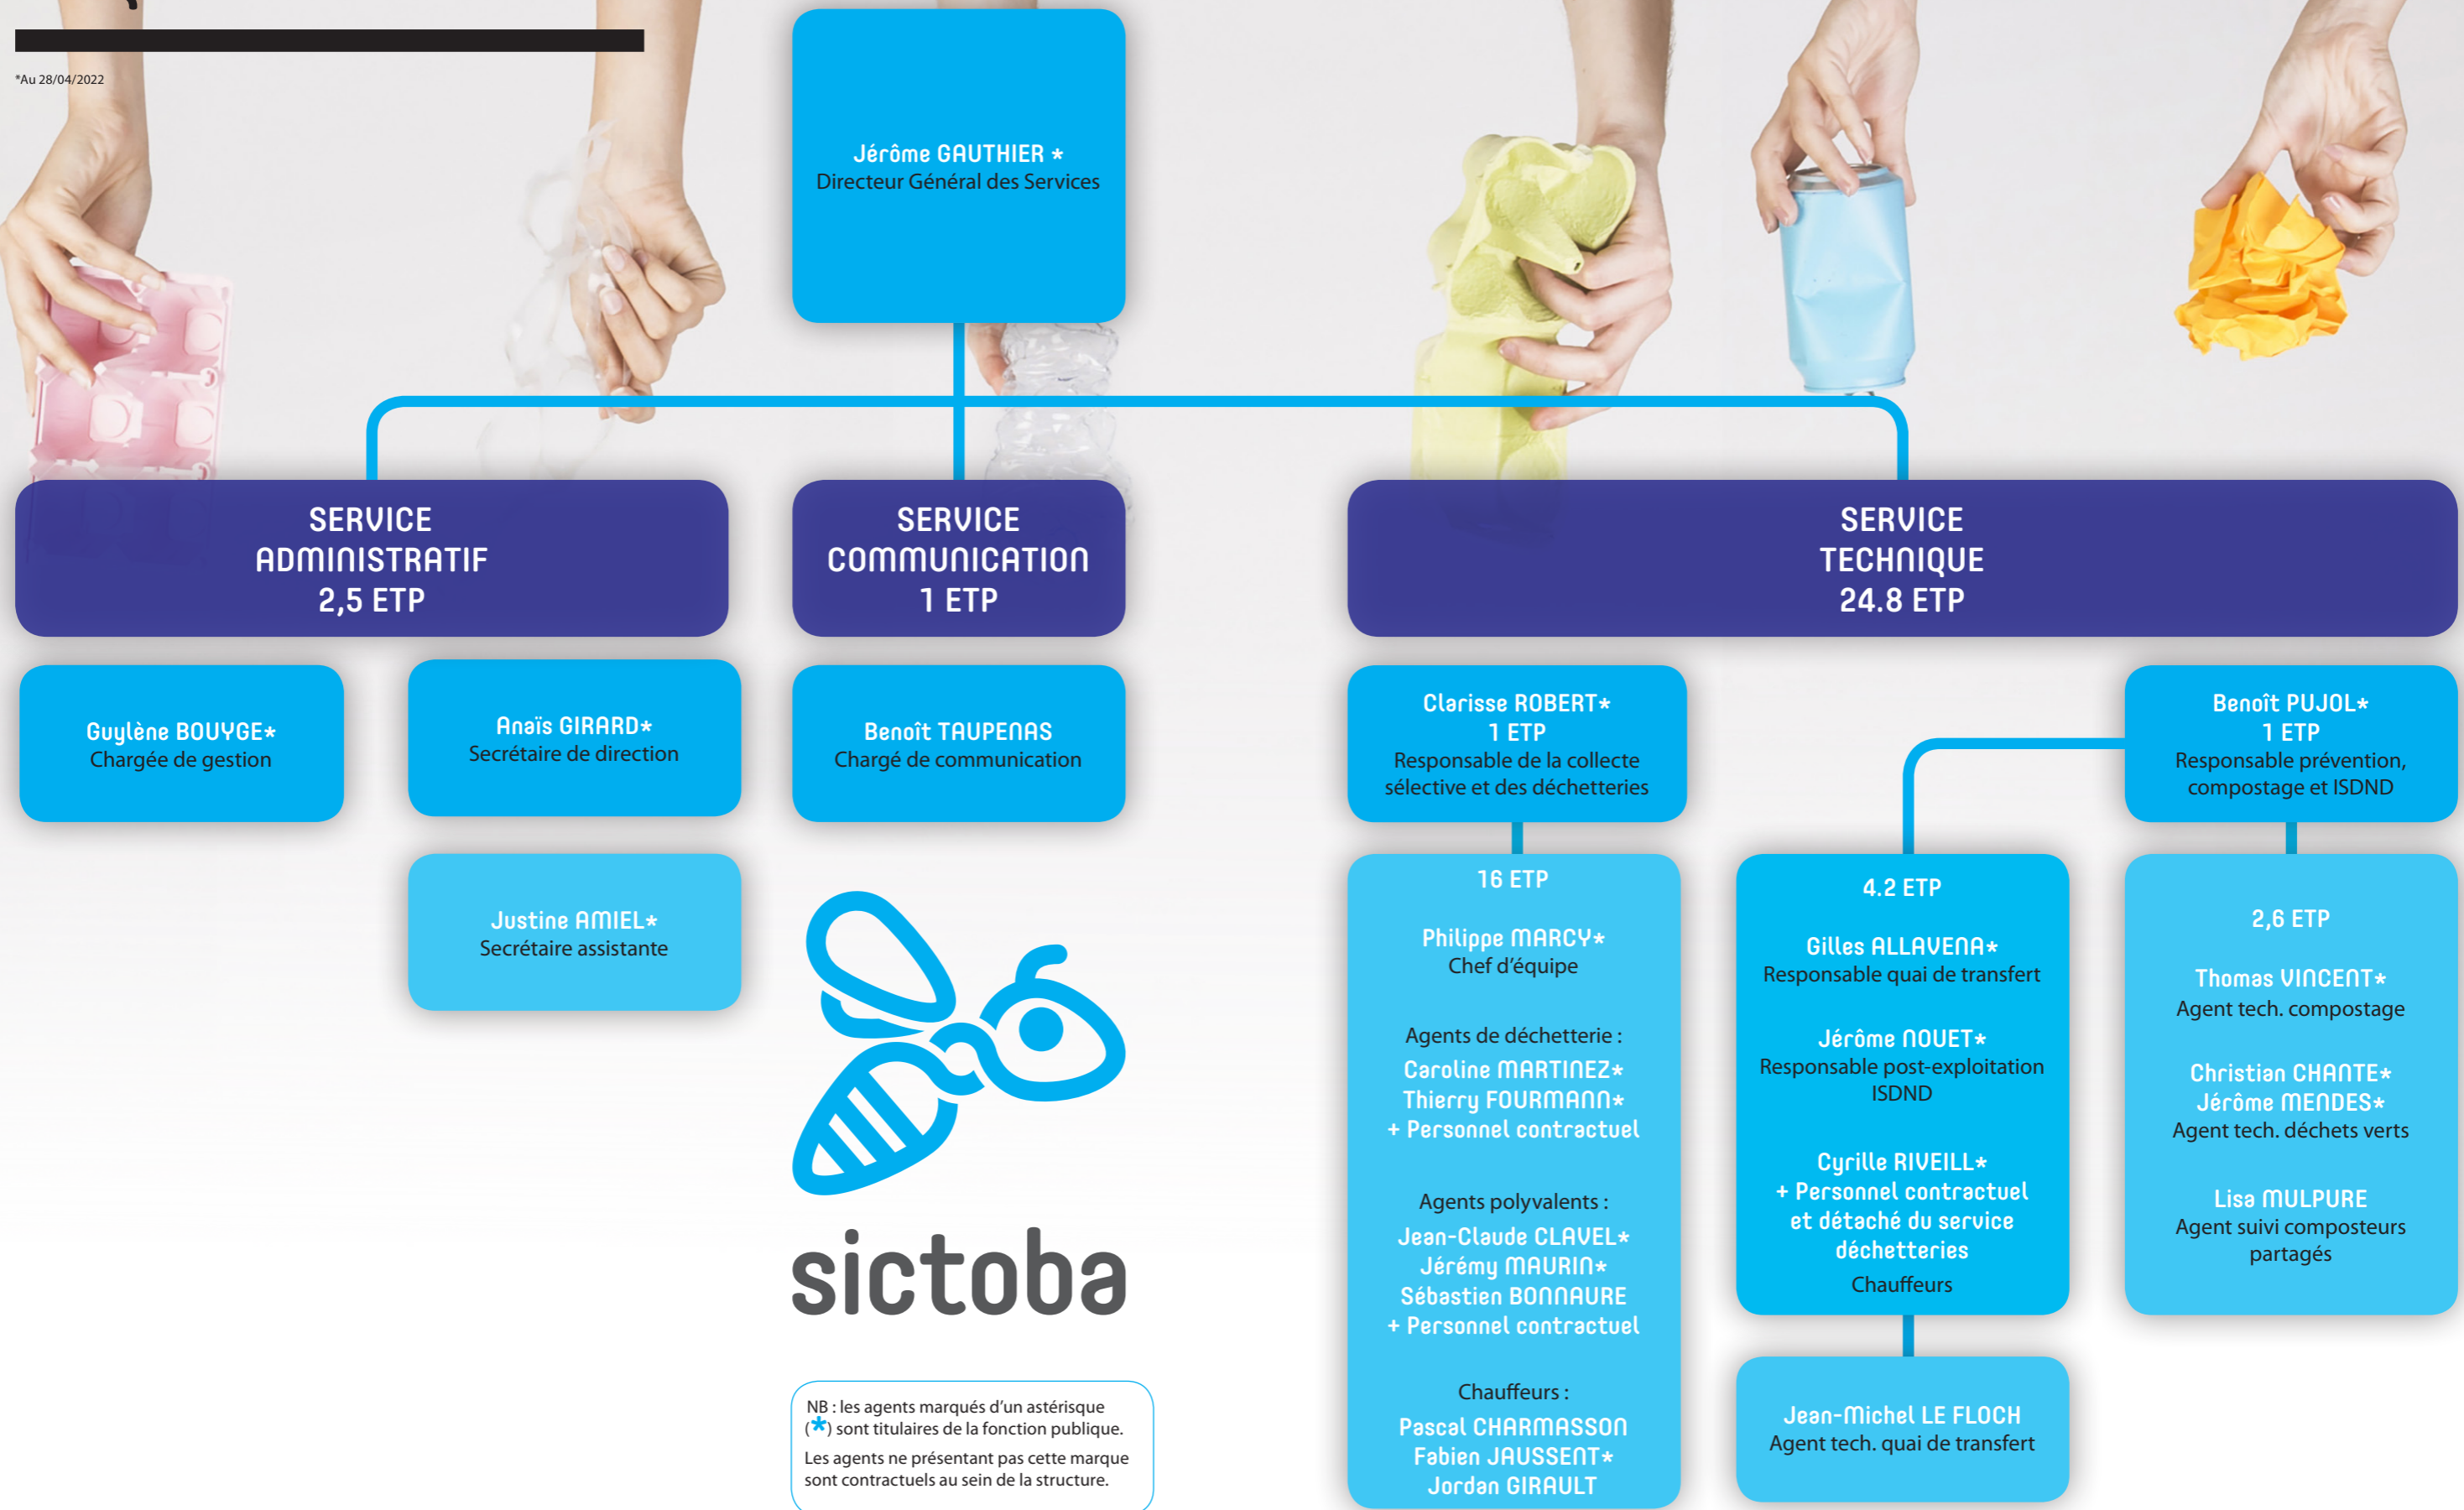 *Au 28/04/2022
Jérôme GAUTHIER *
Directeur Général des Services
SERVICE
ADMINISTRATIF
2,5 ETP
SERVICE
COMMUNICATION
1 ETP
SERVICE
TECHNIQUE
24.8 ETP
Guylène BOUYGE*
Chargée de gestion
Anaïs GIRARD*
Secrétaire de direction
Justine AMIEL*
Secrétaire assistante
Benoît TAUPENAS
Chargé de communication
Clarisse ROBERT*
1 ETP
Responsable de la collecte
sélective et des déchetteries
16 ETP
Philippe MARCY*
Chef d'équipe
Agents de déchetterie :
Caroline MARTINEZ*
Thierry FOURMANN*
+ Personnel contractuel
Agents polyvalents :
Jean-Claude CLAVEL*
Jérémy MAURIN*
Sébastien BONNAURE
+ Personnel contractuel
Chauffeurs :
Pascal CHARMASSON
Fabien JAUSSENT*
Jordan GIRAULT
4.2 ETP
Gilles ALLAVENA*
Responsable quai de transfert
Jérôme NOUET*
Responsable post-exploitation
ISDND
Cyrille RIVEILL*
+ Personnel contractuel
et détaché du service
déchetteries
Chauffeurs
Jean-Michel LE FLOCH
Agent tech. quai de transfert
Benoît PUJOL*
1 ETP
Responsable prévention,
compostage et ISDND
2,6 ETP
Thomas VINCENT*
Agent tech. compostage
Christian CHANTE*
Jérôme MENDES*
Agent tech. déchets verts
Lisa MULPURE
Agent suivi composteurs
partagés
sictoba
NB : les agents marqués d'un astérisque
(*) sont titulaires de la fonction publique.
Les agents ne présentant pas cette marque
sont contractuels au sein de la structure.